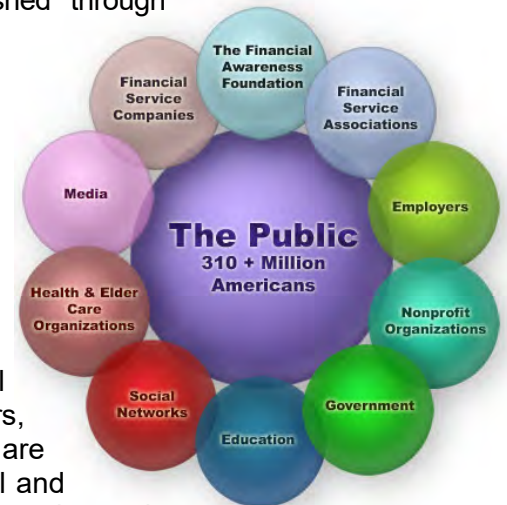 shed through
The Financial
Awareness
Foundation
Financial
Service
Companies
Financial
Service
Associations
Media
Employers
The Public
310 + Million
Americans
Health & Elder
Care
Organizations
Nonprofit
Organizations
Social
Networks
Government
Education
l
rs,
are
l and